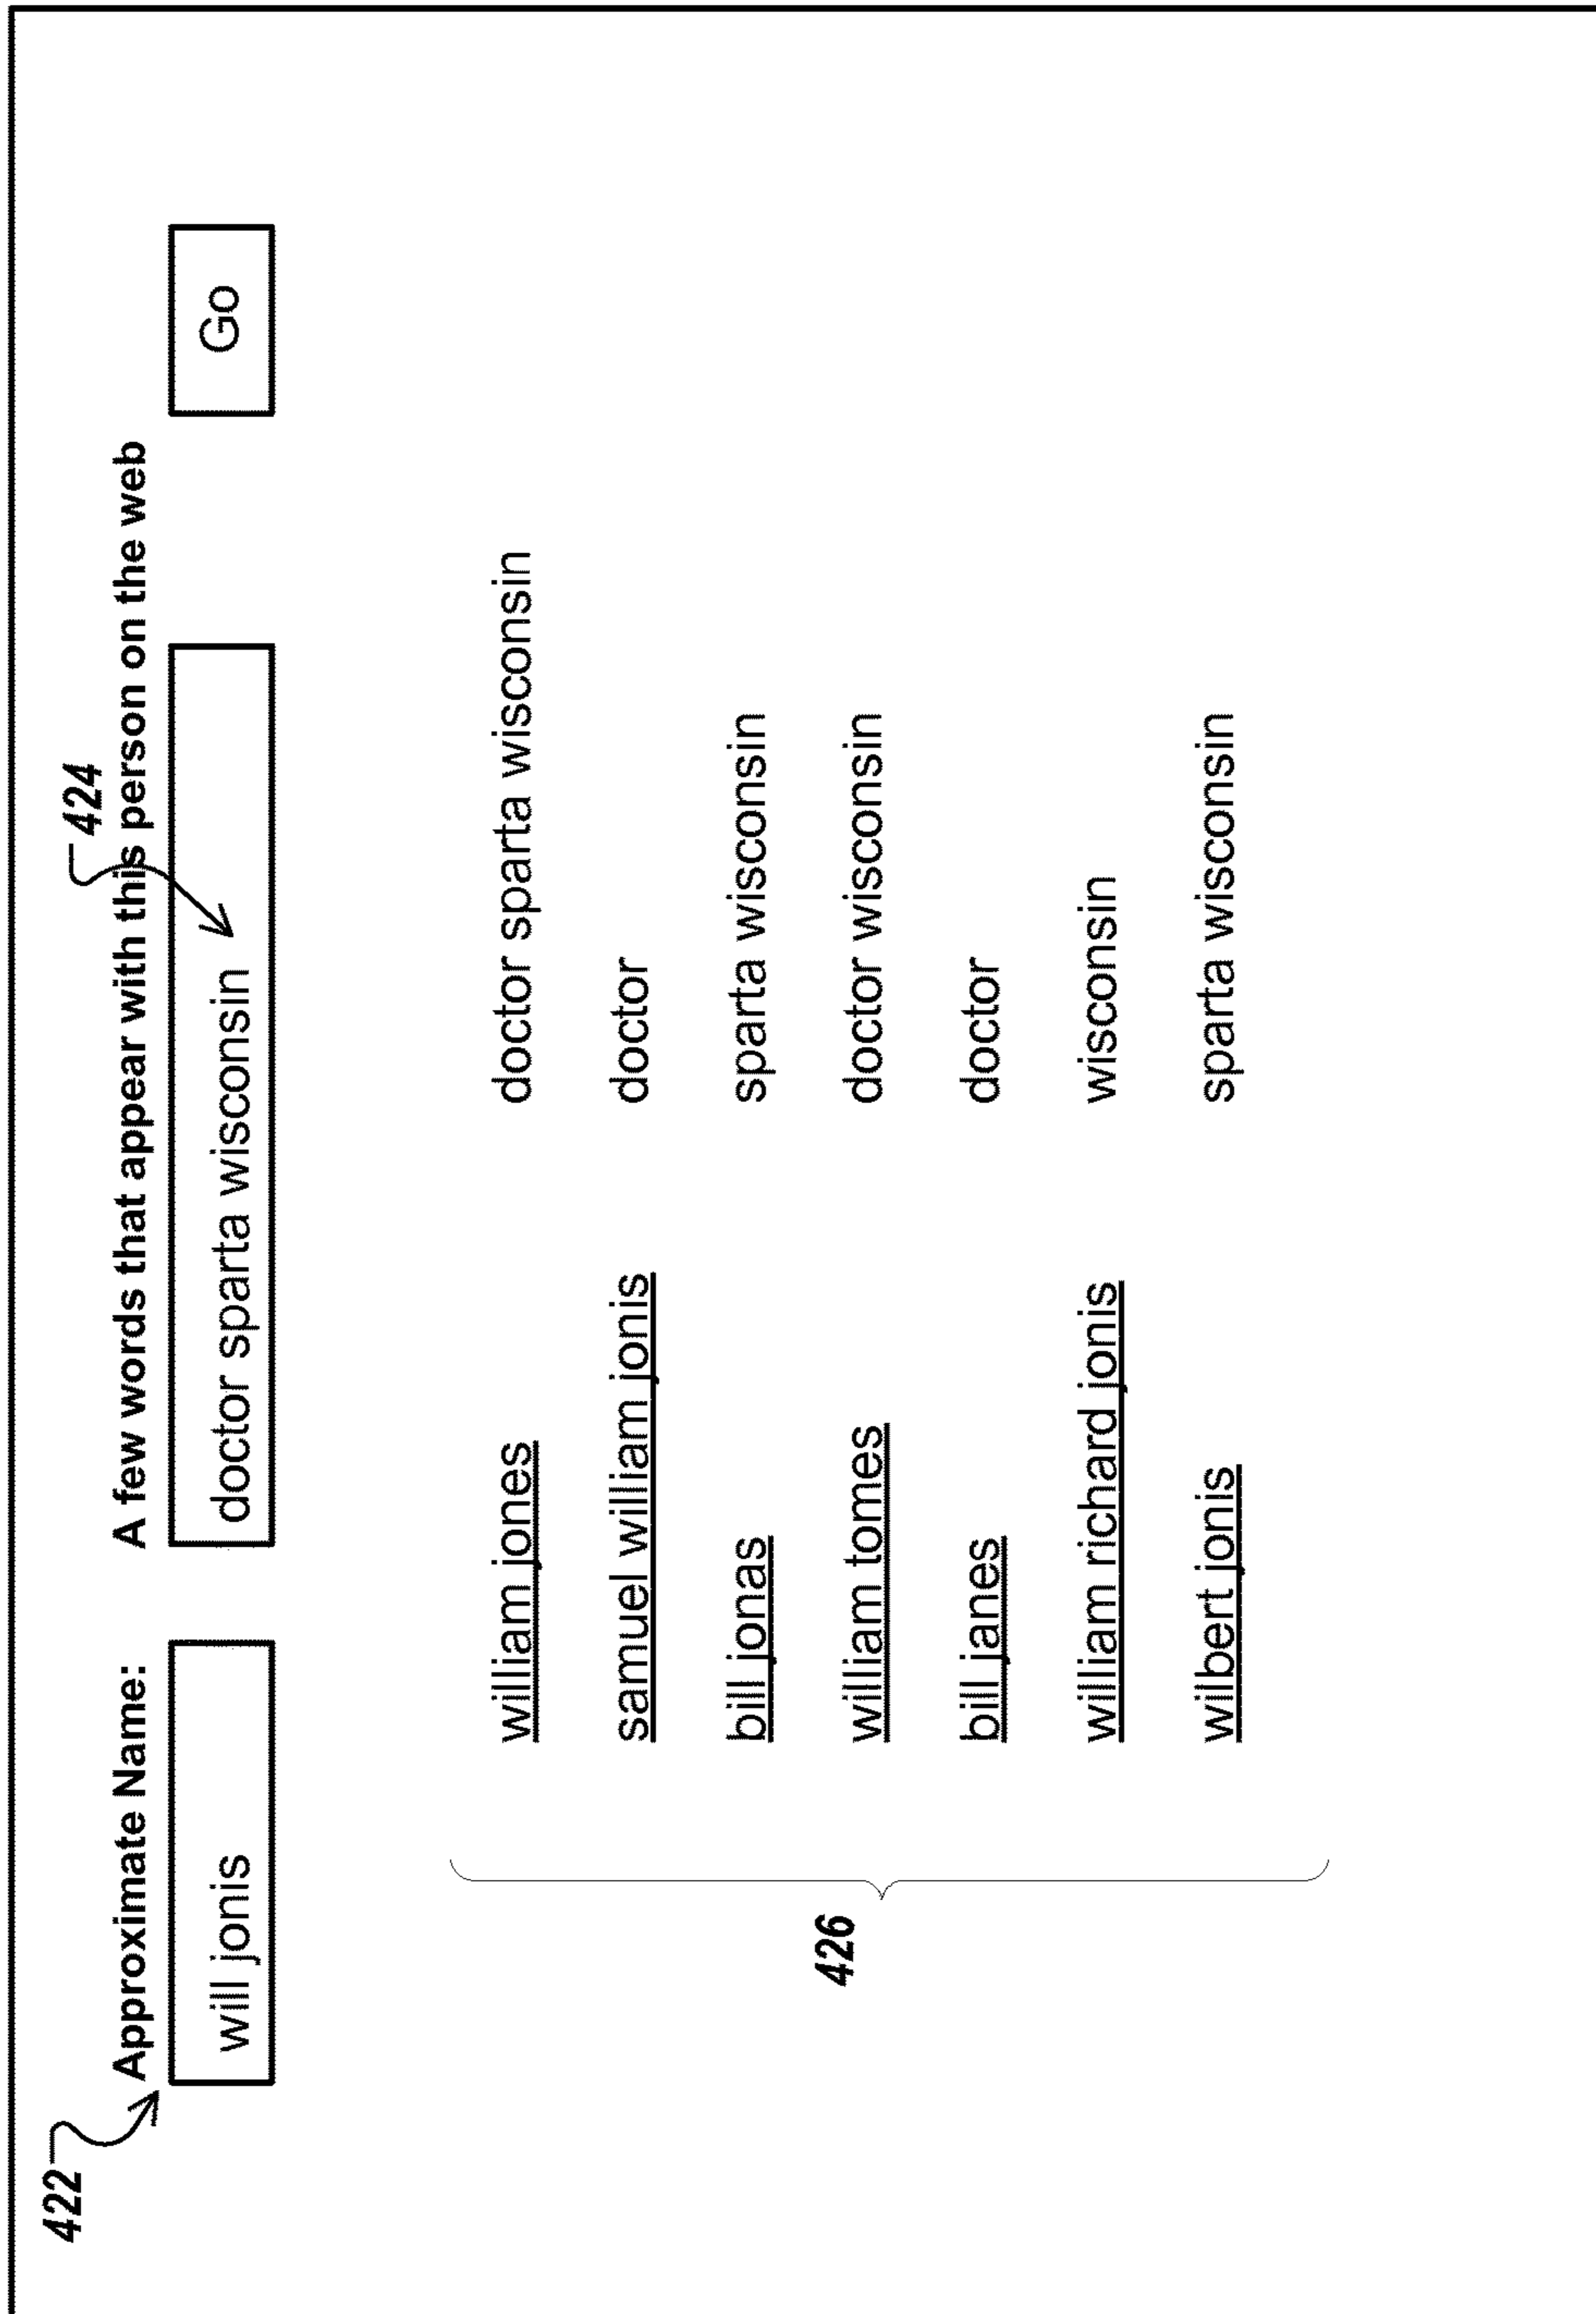 422
424
Approximate Name: A few words that appear with this person on the web
will jonis doctor sparta wisconsin Go
william jones doctor sparta wisconsin
samuel william jonis doctor
bill jonas sparta wisconsin
william tomes doctor wisconsin
bill janes doctor
william richard jonis wisconsin
wilbert jonis sparta wisconsin
426